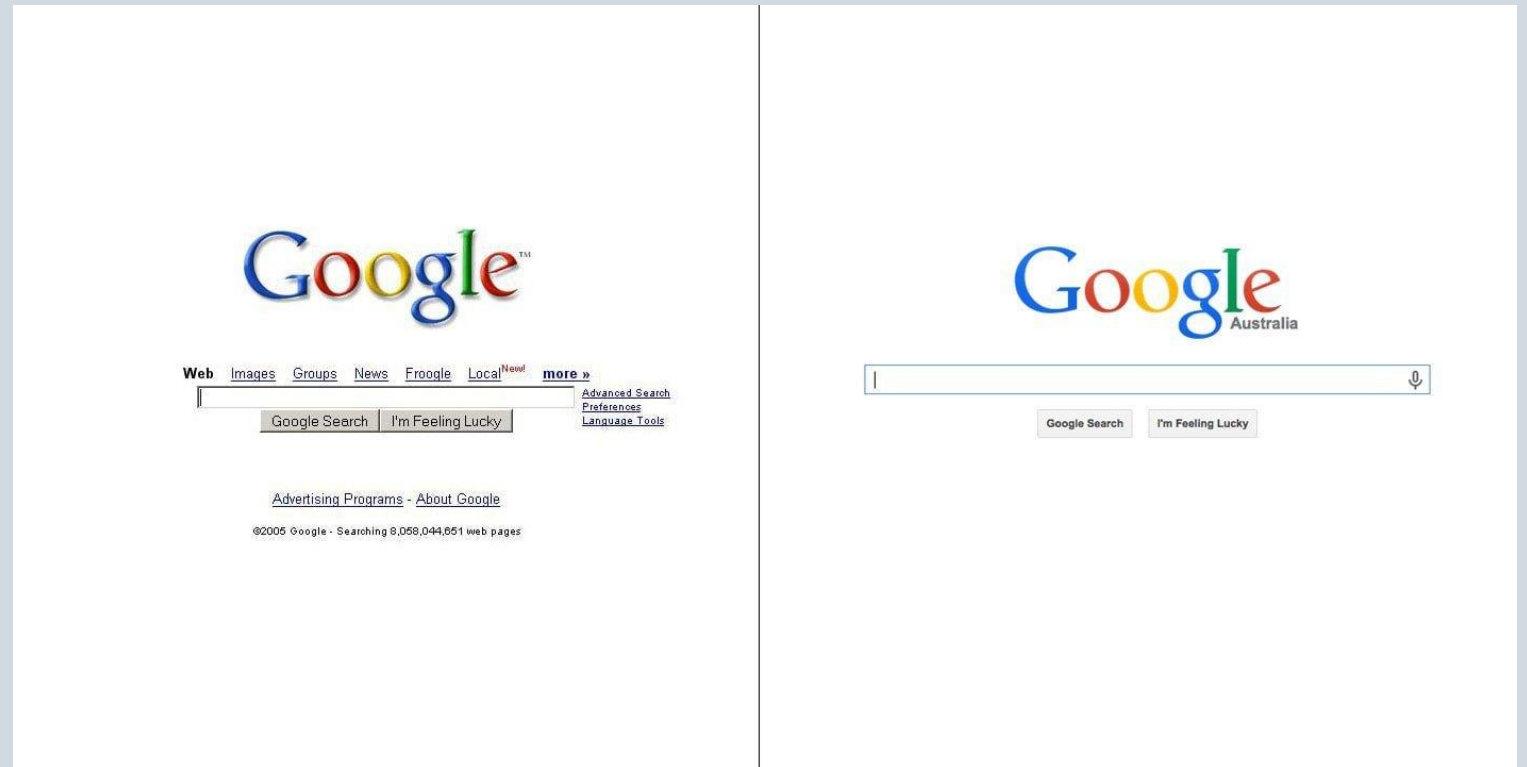 Google™
Web Images Groups News Froogle Local New! more »
Advanced Search
Preferences
Language Tools
Google Search I'm Feeling Lucky
Advertising Programs - About Google
©2005 Google - Searching 8,058,044,651 web pages
Google
Australia
Google Search I'm Feeling Lucky